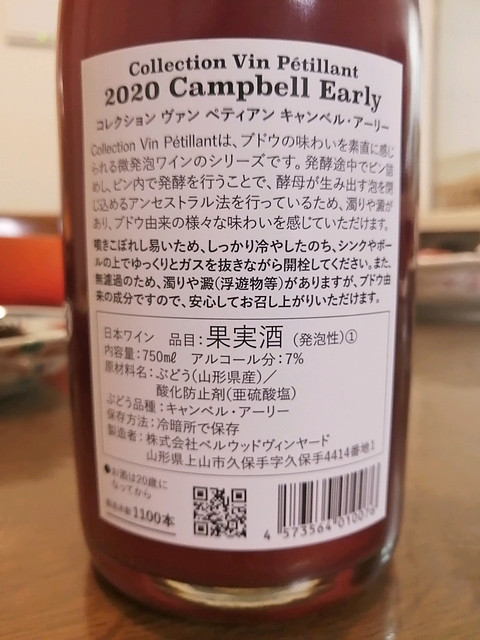 Collection Vin Pétillant
2020 Campbell Early
コレクション ヴァン ペティアン キャンベル・アーリー
Collection Vin Pétillantは、ブドウの味わいを素直に感じ
られる微発泡ワインのシリーズです。発酵途中でビン詰
めし、ビン内で発酵を行うことで、酵母が生み出す泡を閉
じ込めるアンセストラル法を行っているため、濁りや澱が
あり、ブドウ由来の様々な味わいを感じていただけます。
噴きこぼれし易いため、しっかり冷やしたのち、シンクやボー
ルの上でゆっくりとガスを抜きながら開栓してください。また、
無濾過のため、濁りや澱(浮遊物等)がありますが、ブドウ由
来の成分ですので、安心してお召し上がりいただけます。
日本ワイン 品目:果実酒(発泡性)①
内容量:750㎖ アルコール分:7%
原材料名:ぶどう(山形県産)/
酸化防止剤(亜硫酸塩)
ぶどう品種:キャンベル・アーリー
保存方法:冷暗所で保存
製造者:株式会社ベルウッドヴィンヤード
山形県上山市久保手字久保手4414番地1
●お酒は20歳に
なってから
1100本
4 573564 010076